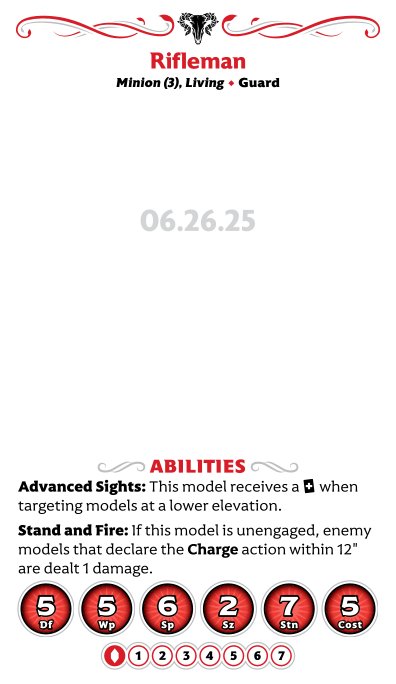 Rifleman
Minion (3), Living ♦ Guard
06.26.25
ABILITIES
Advanced Sights: This model receives a + when
targeting models at a lower elevation.
Stand and Fire: If this model is unengaged, enemy
models that declare the Charge action within 12"
are dealt 1 damage.
5 5 6 2 7 5
Df Wp Sp Sz Stn Cost
1 2 3 4 5 6 7